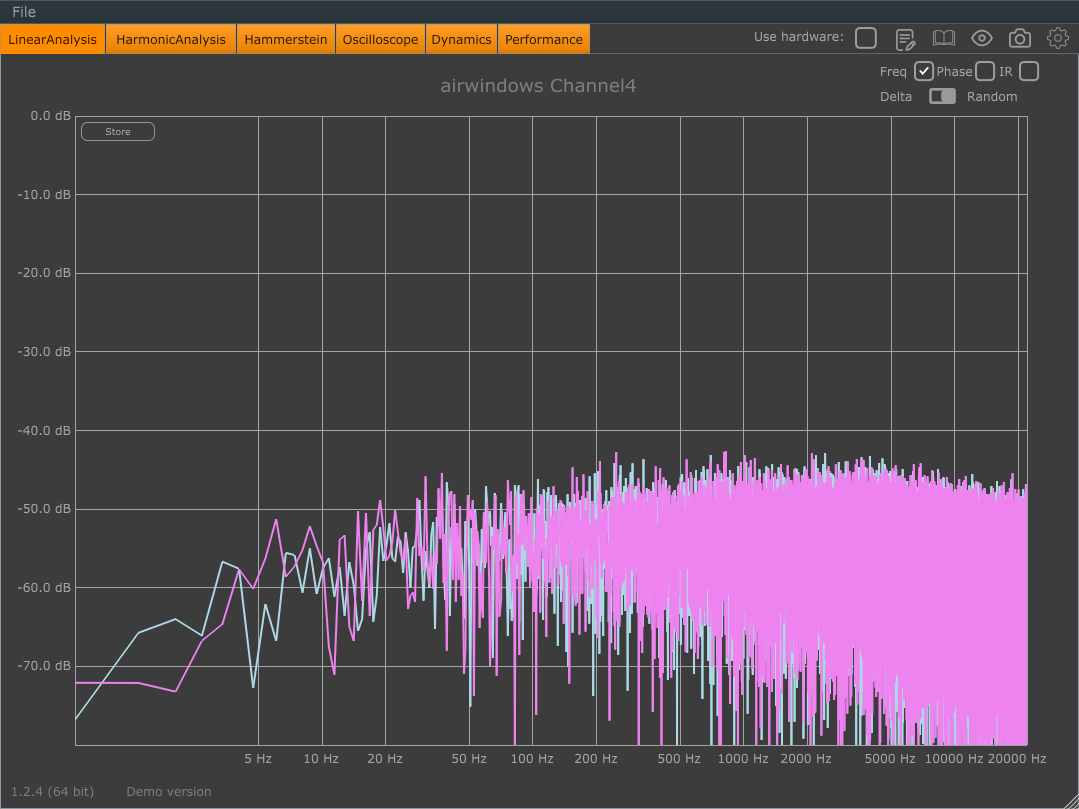 File
LinearAnalysis HarmonicAnalysis Hammerstein Oscilloscope Dynamics Performance Use hardware:
Freq Phase IR
airwindows Channel4
Delta Random
0.0 dB
Store
-10.0 dB
-20.0 dB
-30.0 dB
-40.0 dB
-50.0 dB
-60.0 dB
-70.0 dB
5 Hz 10 Hz 20 Hz 50 Hz 100 Hz 200 Hz 500 Hz 1000 Hz 2000 Hz 5000 Hz 10000 Hz 20000 Hz
1.2.4 (64 bit) Demo version